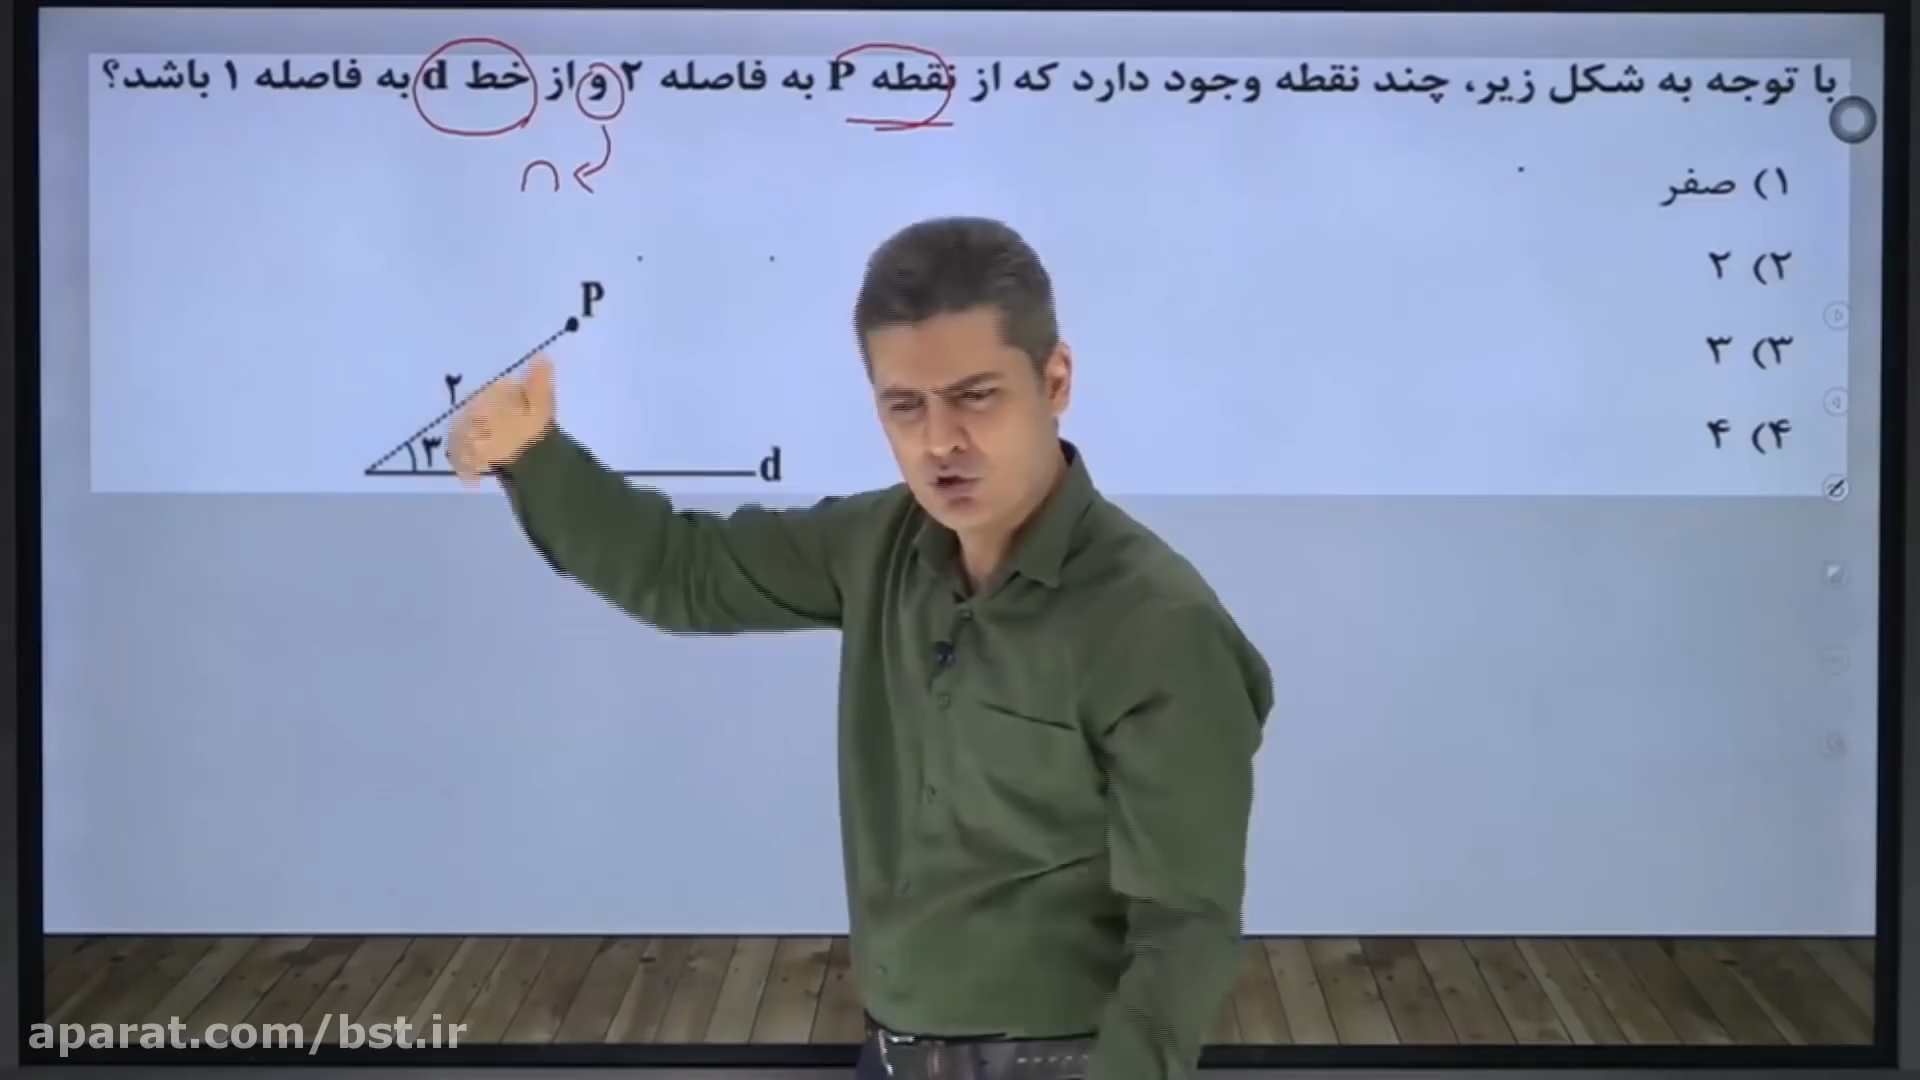 با توجه به شکل زیر، چند نقطه وجود دارد که از نقطه P به فاصله ۲ و از خط d به فاصله ۱ باشد؟
∩
۱) صفر
۲) ۲
۳) ۳
۴) ۴
P
۲
۳
d
aparat.com/bst.ir